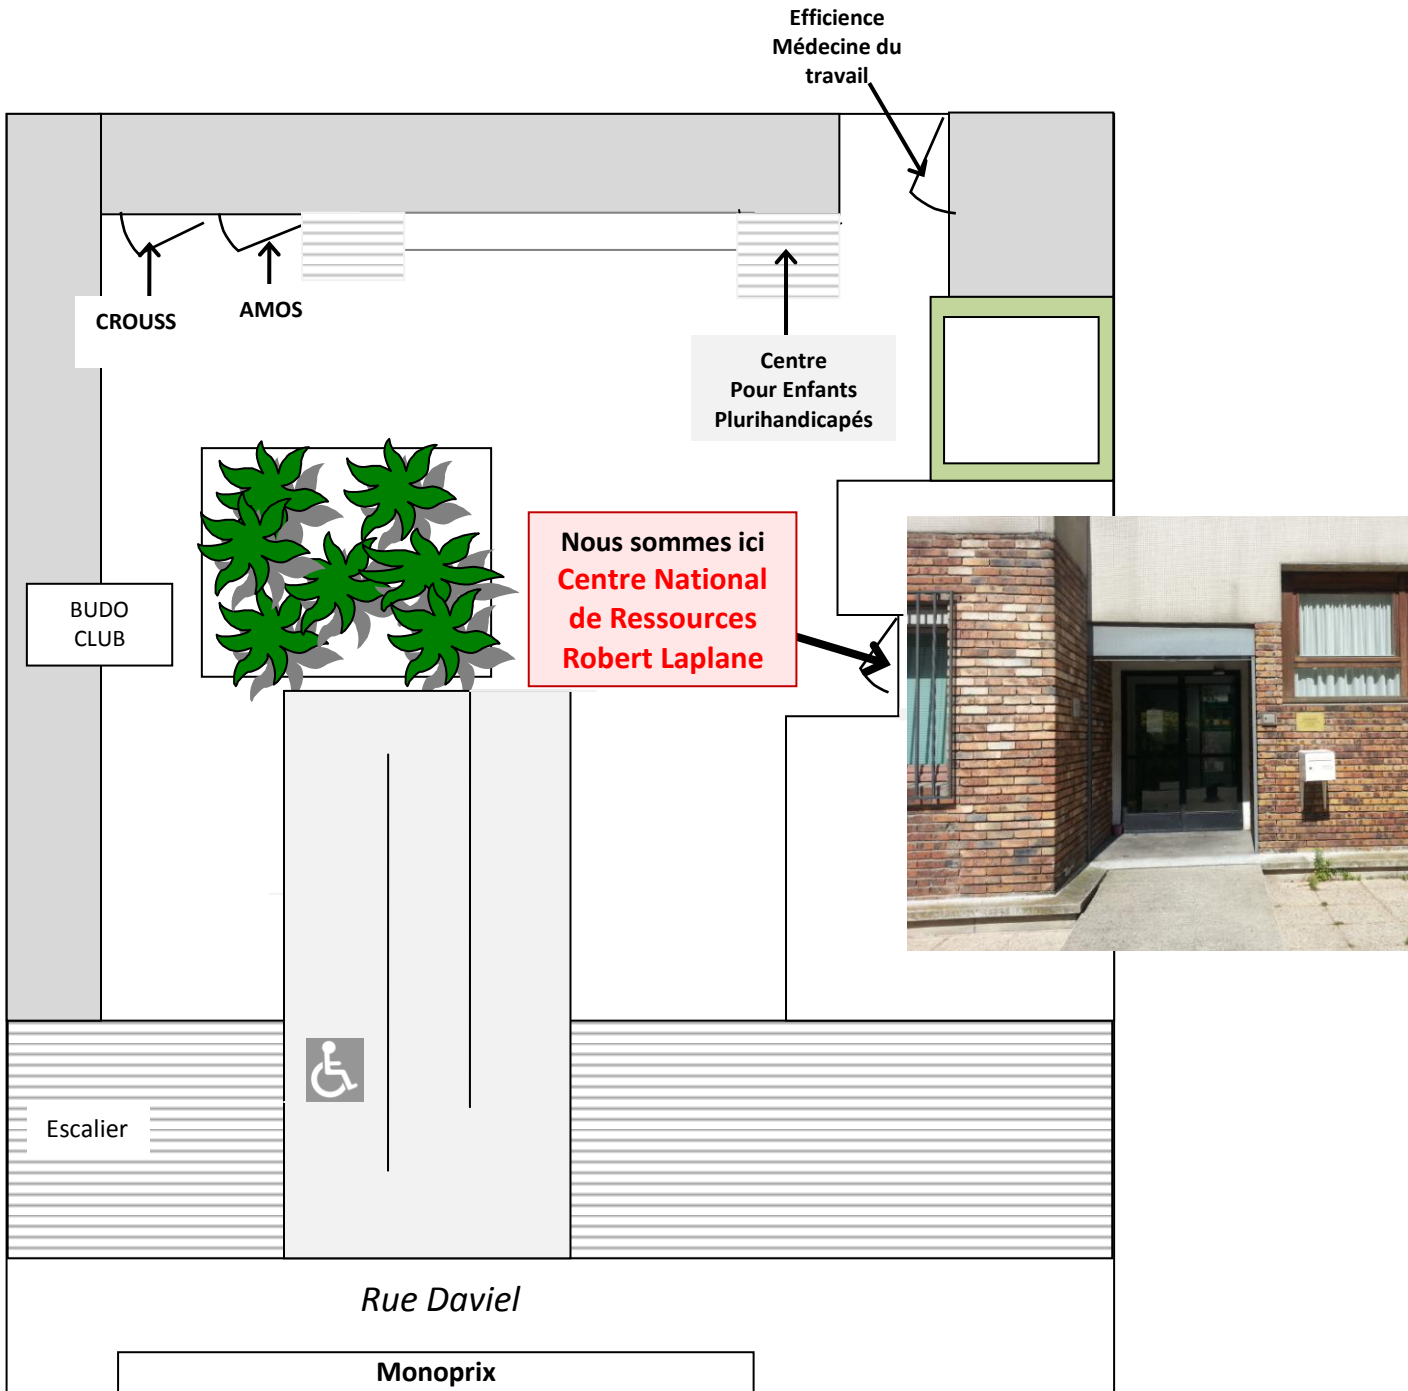 Efficience
Médecine du
travail
CROUSS
AMOS
Centre
Pour Enfants
Plurihandicapés
Nous sommes ici
Centre National
de Ressources
Robert Laplane
BUDO
CLUB
Escalier
Rue Daviel
Monoprix